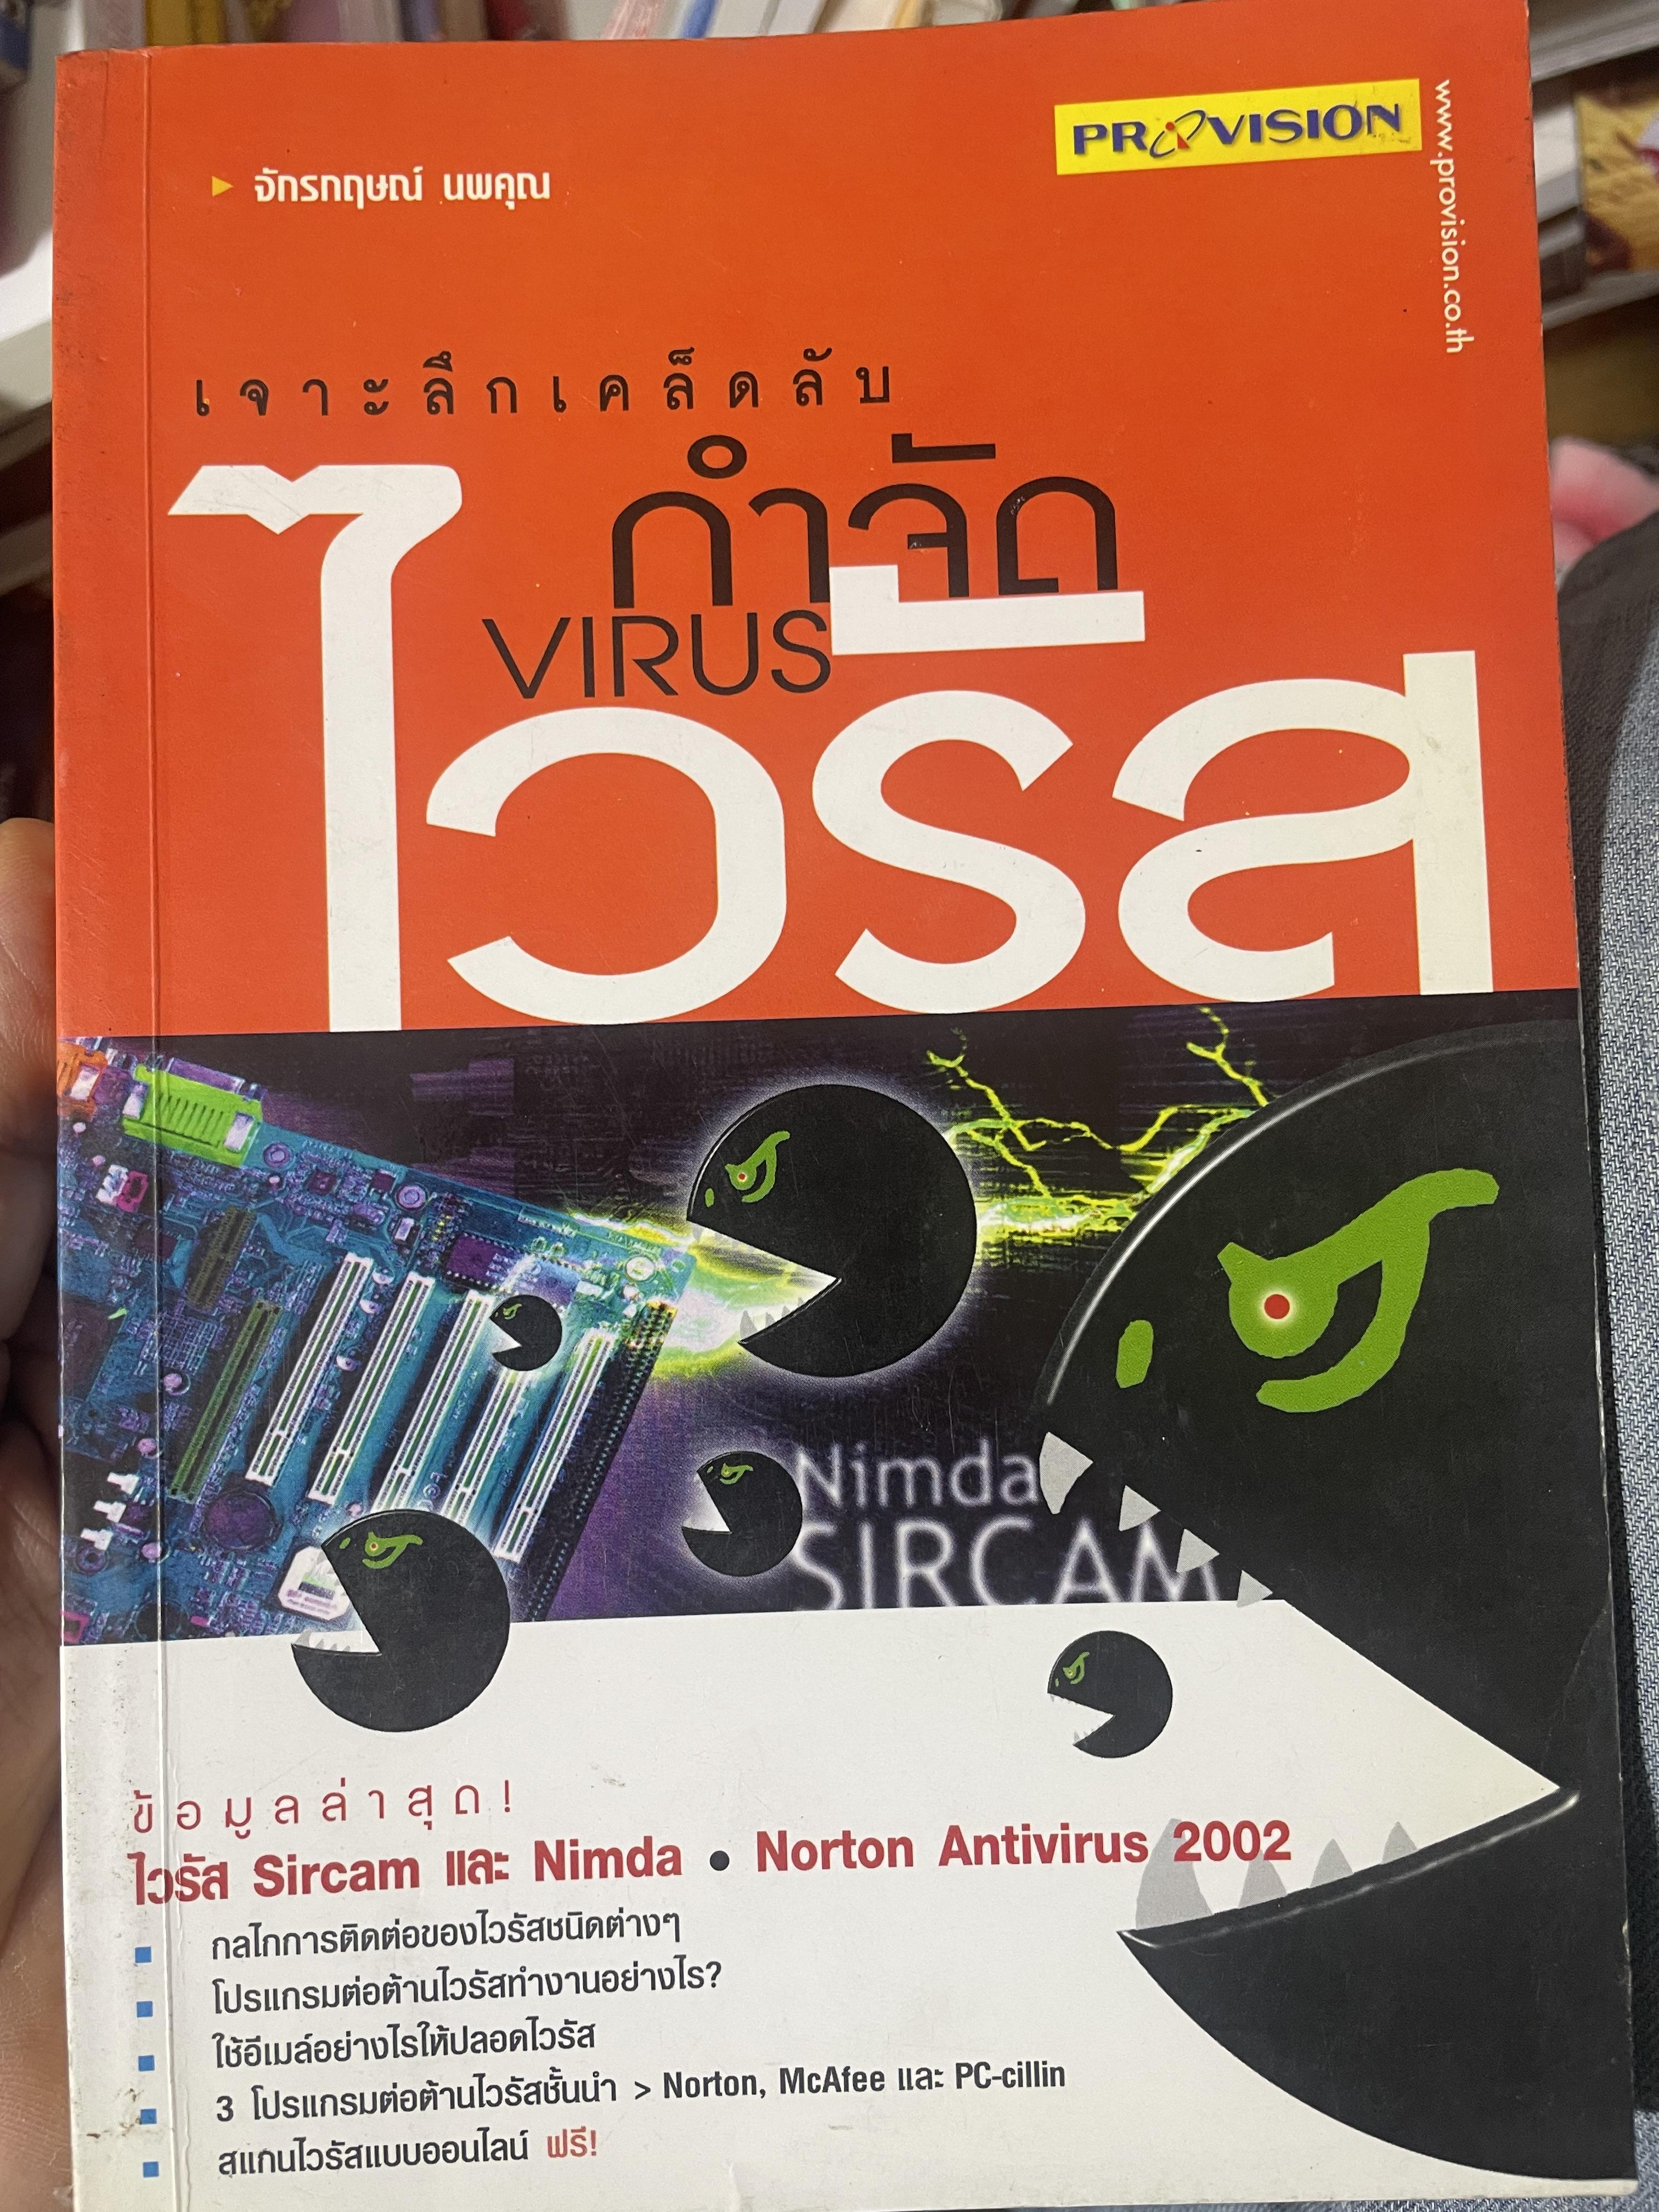 PROVISION
www.provision.co.th
จักรกฤษณ์ นพคุณ
เจาะลึกเคล็ดลับ
กำจัด
VIRUS
ไวรัส
Nimda
SIRCAM
ข้อมูลล่าสุด!
ไวรัส Sircam และ Nimda • Norton Antivirus 2002
กลไกการติดต่อของไวรัสชนิดต่างๆ
โปรแกรมต่อต้านไวรัสทำงานอย่างไร?
ใช้อีเมล์อย่างไรให้ปลอดไวรัส
3 โปรแกรมต่อต้านไวรัสชั้นนำ > Norton, McAfee และ PC-cillin
สแกนไวรัสแบบออนไลน์ ฟรี!